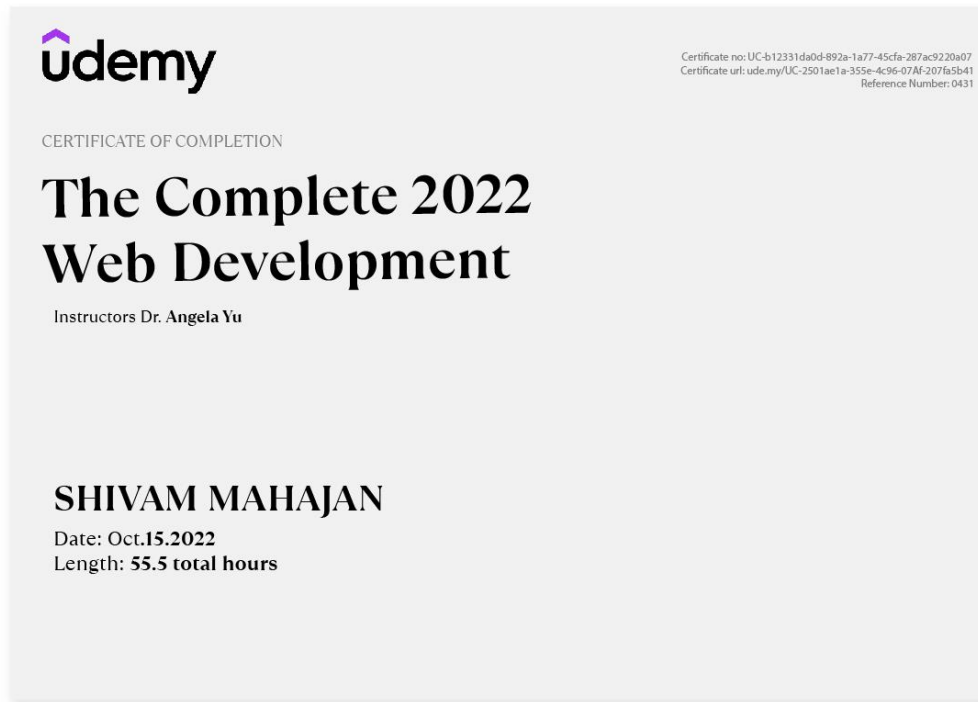 udemy
Certificate no: UC-b12331da0d-892a-1a77-45cfa-287ac9220a07
Certificate url: ude.my/UC-2501ae1a-355e-4c96-07Af-207fa5b41
Reference Number: 0431
CERTIFICATE OF COMPLETION
The Complete 2022
Web Development
Instructors Dr. Angela Yu
SHIVAM MAHAJAN
Date: Oct.15.2022
Length: 55.5 total hours